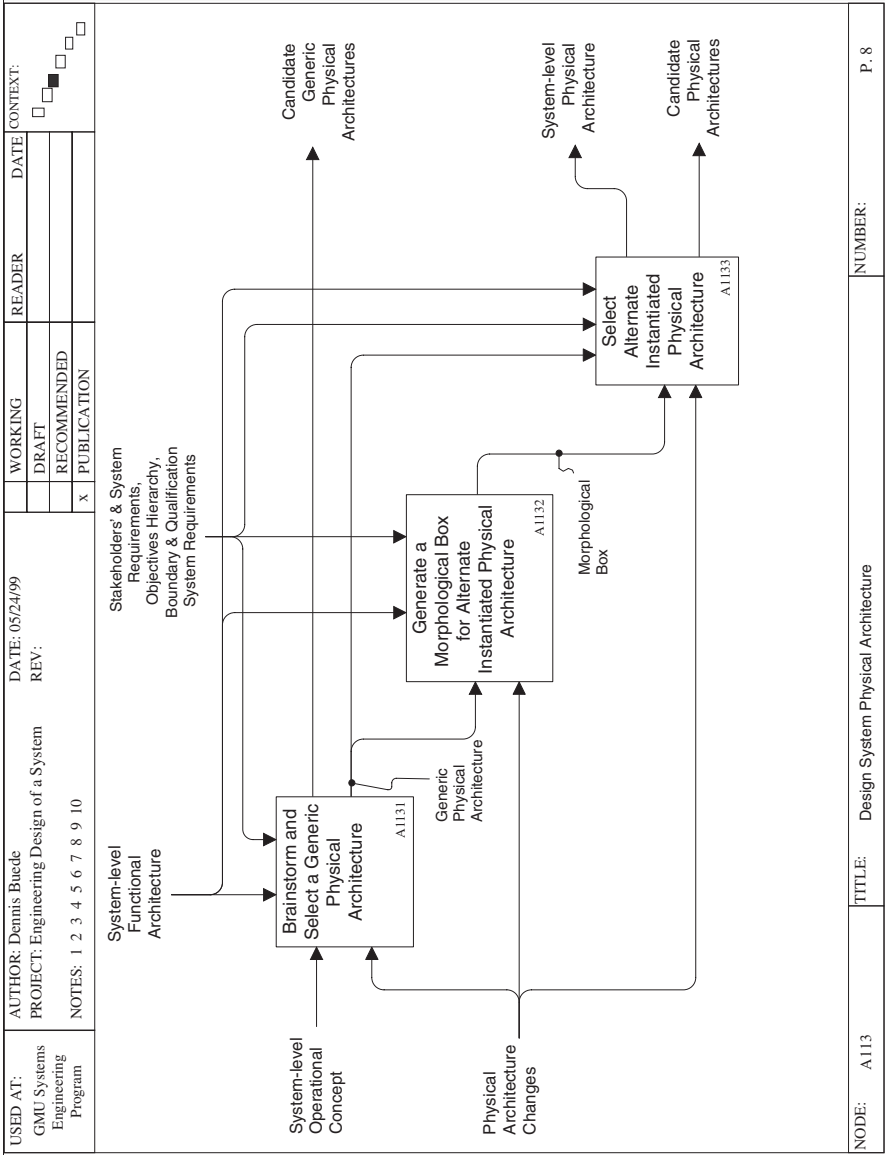 USED AT:
GMU Systems
Engineering
Program
AUTHOR: Dennis Buede
DATE: 05/24/99
PROJECT: Engineering Design of a System
REV:
NOTES: 1 2 3 4 5 6 7 8 9 10
WORKING
DRAFT
RECOMMENDED
x PUBLICATION
READER
DATE
CONTEXT:
System-level
Functional
Architecture
Stakeholders' & System
Requirements,
Objectives Hierarchy,
Boundary & Qualification
System Requirements
System-level
Operational
Concept
Brainstorm and
Select a Generic
Physical
Architecture
A1131
Candidate
Generic
Physical
Architectures
Generic
Physical
Architecture
Physical
Architecture
Changes
Generate a
Morphological Box
for Alternate
Instantiated Physical
Architecture
A1132
Morphological
Box
Select
Alternate
Instantiated
Physical
Architecture
A1133
System-level
Physical
Architecture
Candidate
Physical
Architectures
NODE: A113
TITLE: Design System Physical Architecture
NUMBER:
P. 8